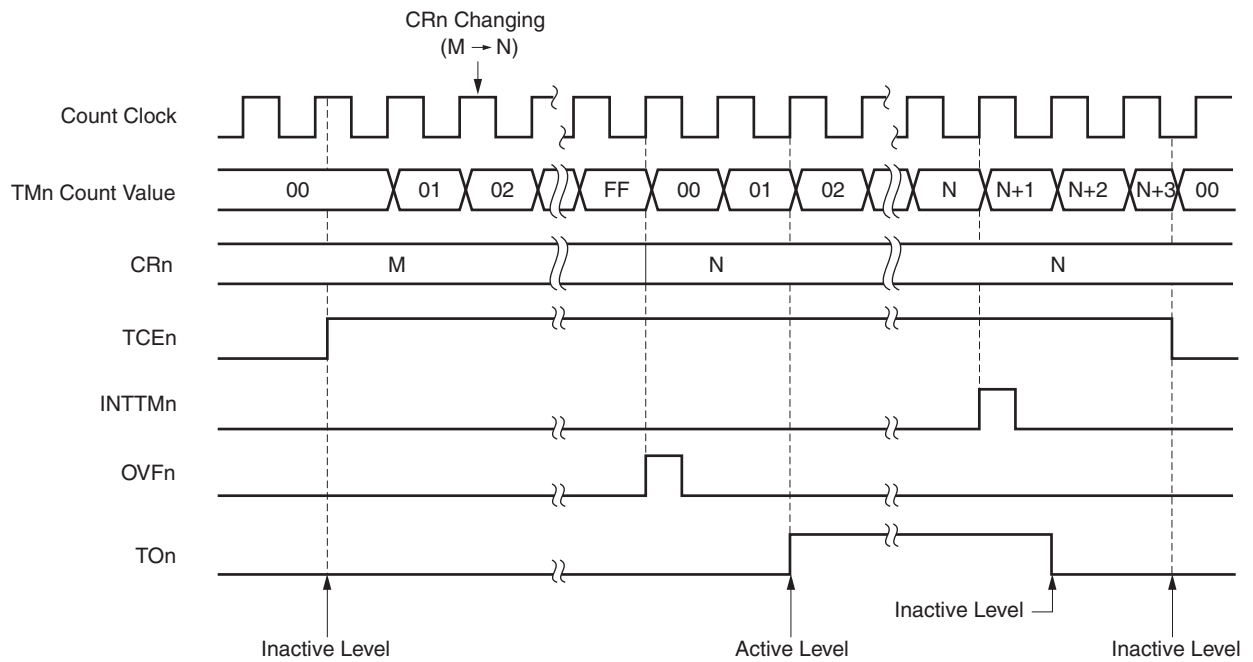 CRn Changing
(M → N)
Count Clock
TMn Count Value
00 01 02 FF 00 01 02 N N+1 N+2 N+3 00
CRn
M N N
TCEn
INTTMn
OVFn
TOn
Inactive Level
Inactive Level Active Level Inactive Level